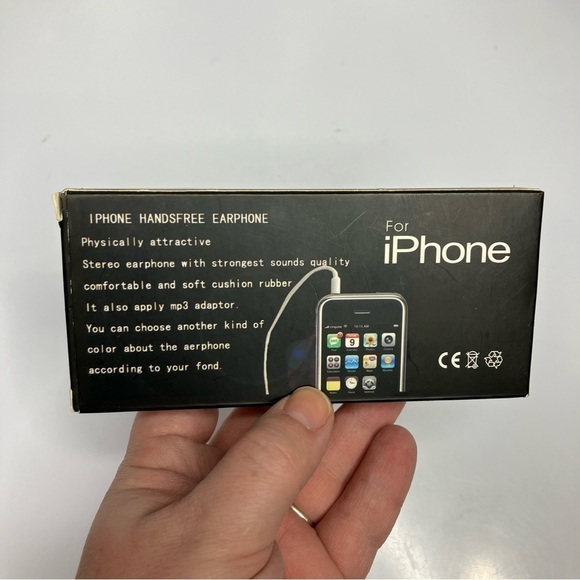 IPHONE HANDSFREE EARPHONE
Physically attractive
Stereo earphone with strongest sounds quality
comfortable and soft cushion rubber
It also apply mp3 adaptor.
You can choose another kind of
color about the aerphone
according to your fond.
For
iPhone
CE